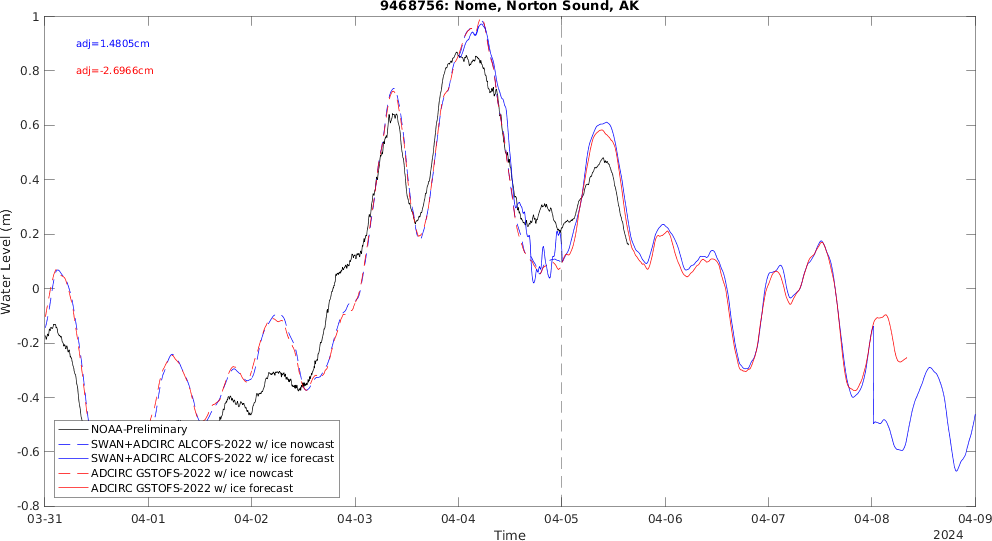 9468756: Nome, Norton Sound, AK
adj=1.4805cm
adj=-2.6966cm
Water Level (m)
1
0.8
0.6
0.4
0.2
0
-0.2
-0.4
-0.6
-0.8
NOAA-Preliminary
SWAN+ADCIRC ALCOFS-2022 w/ ice nowcast
SWAN+ADCIRC ALCOFS-2022 w/ ice forecast
ADCIRC GSTOFS-2022 w/ ice nowcast
ADCIRC GSTOFS-2022 w/ ice forecast
03-31 04-01 04-02 04-03 04-04 04-05 04-06 04-07 04-08 04-09
Time
2024